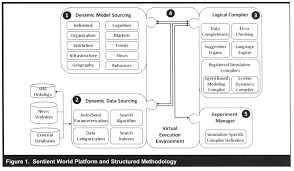 1 Dynamic Model Sourcing
Individual Cognition
Organization Markets
Institution Events
Infrastructure Flows
Geography Behaviors
4
Logical Compiler 3
Data Completeness
Error Checking
Suggestion Engine
Language Engine
Registered Simulation Compilers
Agent Based Modeling Compiler
System Dynamics Compiler
Ontology
News Websites
External Databases
2 Dynamic Data Sourcing
Auto/Semi Parameterization
Search Algorithm
Data Categorization
Search Indexes
Virtual Execution Environment
Experiment Manager 5
Simulation Specific Compiler Definition
Figure 1. Sentient World Platform and Structured Methodology